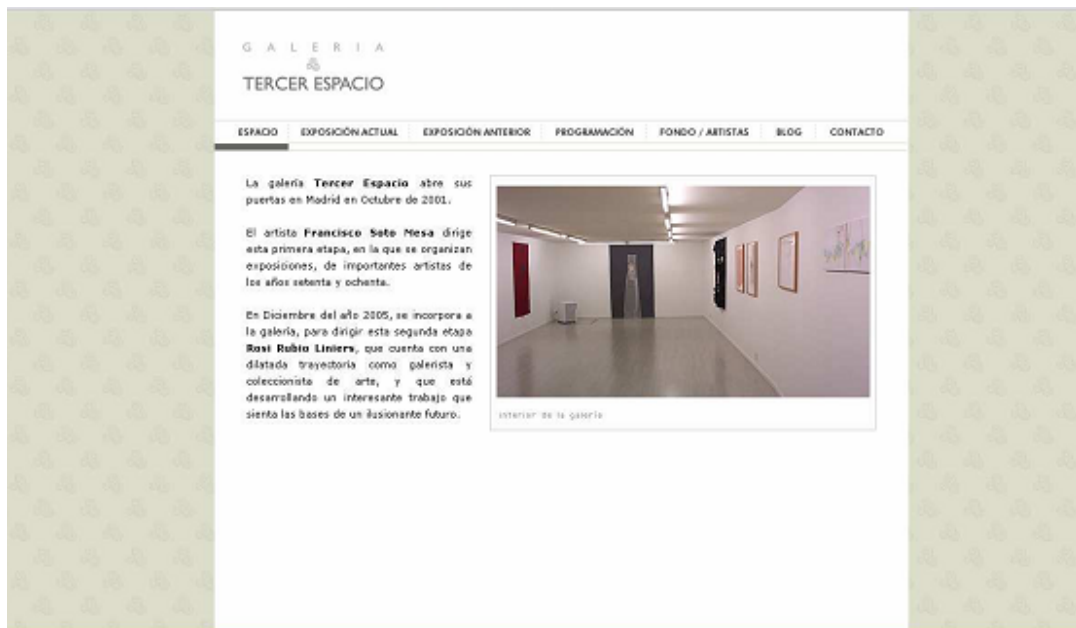 GALERIA
TERCER ESPACIO
ESPACIO EXPOSICIÓN ACTUAL EXPOSICIÓN ANTERIOR PROGRAMACIÓN FONDO / ARTISTAS BLOG CONTACTO
La galería Tercer Espacio abre sus
puertas en Madrid en Octubre de 2001.
El artista Francisco Soto Mesa dirige
esta primera etapa, en la que se organizan
exposiciones, de importantes artistas de
los años setenta y ochenta.
En Diciembre del año 2005, se incorpora a
la galería, para dirigir esta segunda etapa
Rosi Rubio Liniers, que cuenta con una
dilatada trayectoria como galerista y
coleccionista de arte, y que está
desarrollando un interesante trabajo que
sienta las bases de un ilusionante futuro.
interior de la galería